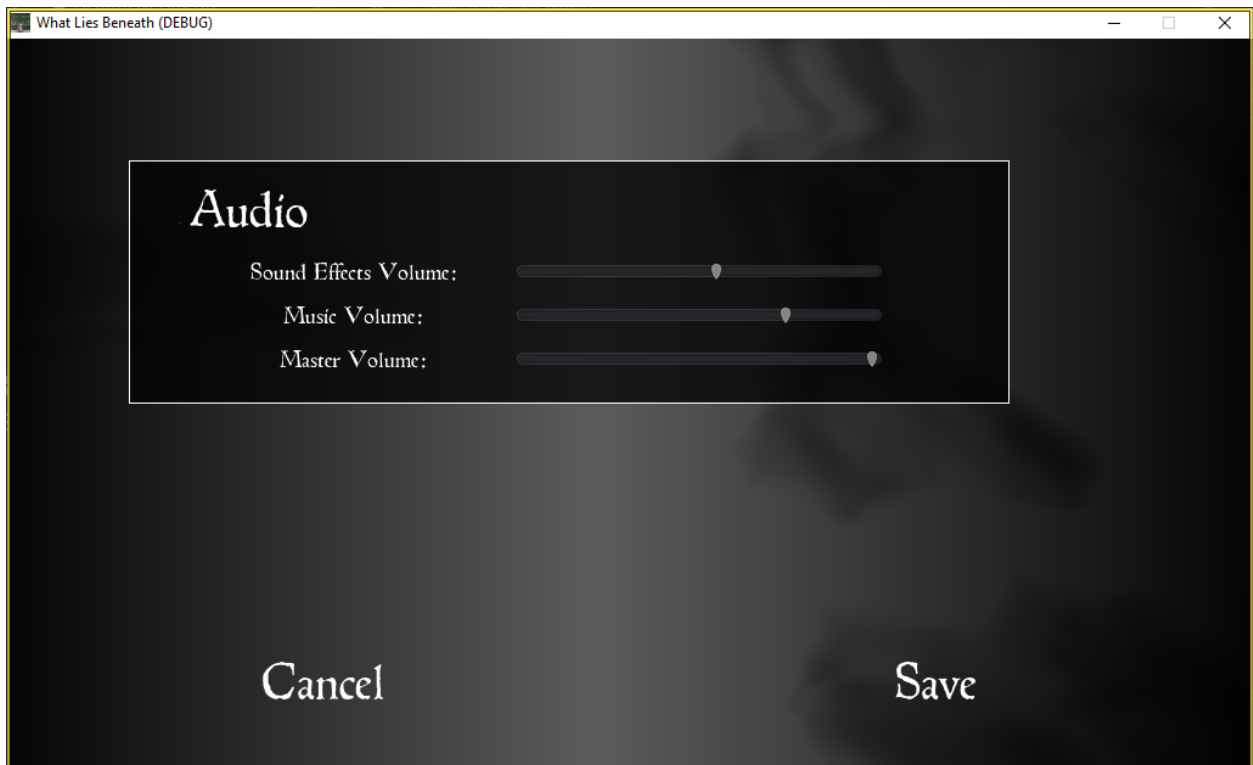 What Lies Beneath (DEBUG)
Audio
Sound Effects Volume:
Music Volume:
Master Volume:
Cancel
Save